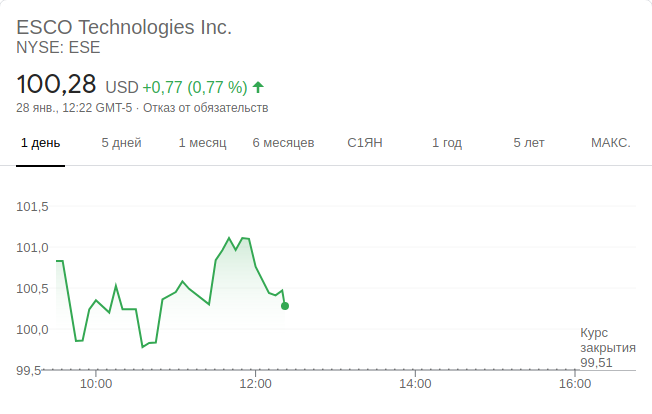 ESCO Technologies Inc.
NYSE: ESE
100,28 USD +0,77 (0,77 %)
28 янв., 12:22 GMT-5 · Отказ от обязательств
1 день 5 дней 1 месяц 6 месяцев С1ЯН 1 год 5 лет МАКС.
101,5
101,0
100,5
100,0
Курс
закрытия
99,51
99,5
10:00 12:00 14:00 16:00